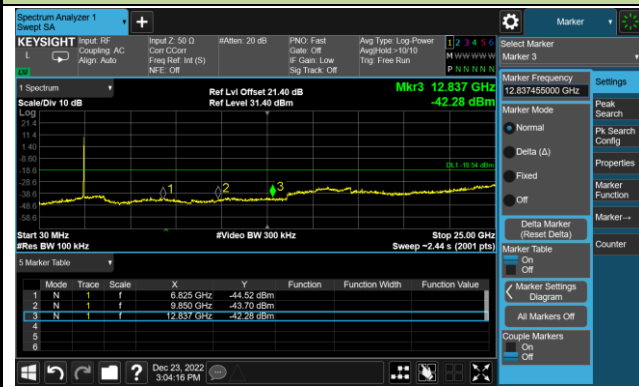 Spectrum Analyzer 1
Swept SA
Marker
KEYSIGHT
L
Input: RF
Coupling: AC
Align: Auto
Input Z: 50 Ω
Corr CCorr
Freq Ref: Int (S)
NFE: Off
#Atten: 20 dB
PNO: Fast
Gate: Off
IF Gain: Low
Sig Track: Off
Avg Type: Log-Power
Avg|Hold:>10/10
Trig: Free Run
1 2 3 4 5 6
M W W W W W
P N N N N N
Select Marker
Marker 3
1 Spectrum
Scale/Div 10 dB
Log
Ref Lvl Offset 21.40 dB
Ref Level 31.40 dBm
Mkr3 12.837 GHz
-42.28 dBm
21.4
11.4
1.40
-8.60
-18.6
-28.6
-38.6
-48.6
-58.6
DL1 -18.54 dBm
1
2
3
Start 30 MHz
#Res BW 100 kHz
#Video BW 300 kHz
Stop 25.00 GHz
Sweep ~2.44 s (2001 pts)
5 Marker Table
Mode Trace Scale X Y Function Function Width Function Value
1 N 1 f 6.825 GHz -44.52 dBm
2 N 1 f 9.850 GHz -43.70 dBm
3 N 1 f 12.837 GHz -42.28 dBm
4
5
6
Marker Frequency
12.837455000 GHz
Marker Mode
Normal
Delta (Δ)
Fixed
Off
Delta Marker
(Reset Delta)
Marker Table
On
Off
Marker Settings
Diagram
All Markers Off
Couple Markers
On
Off
Settings
Peak
Search
Pk Search
Config
Properties
Marker
Function
Marker→
Counter
?
Dec 23, 2022
3:04:16 PM